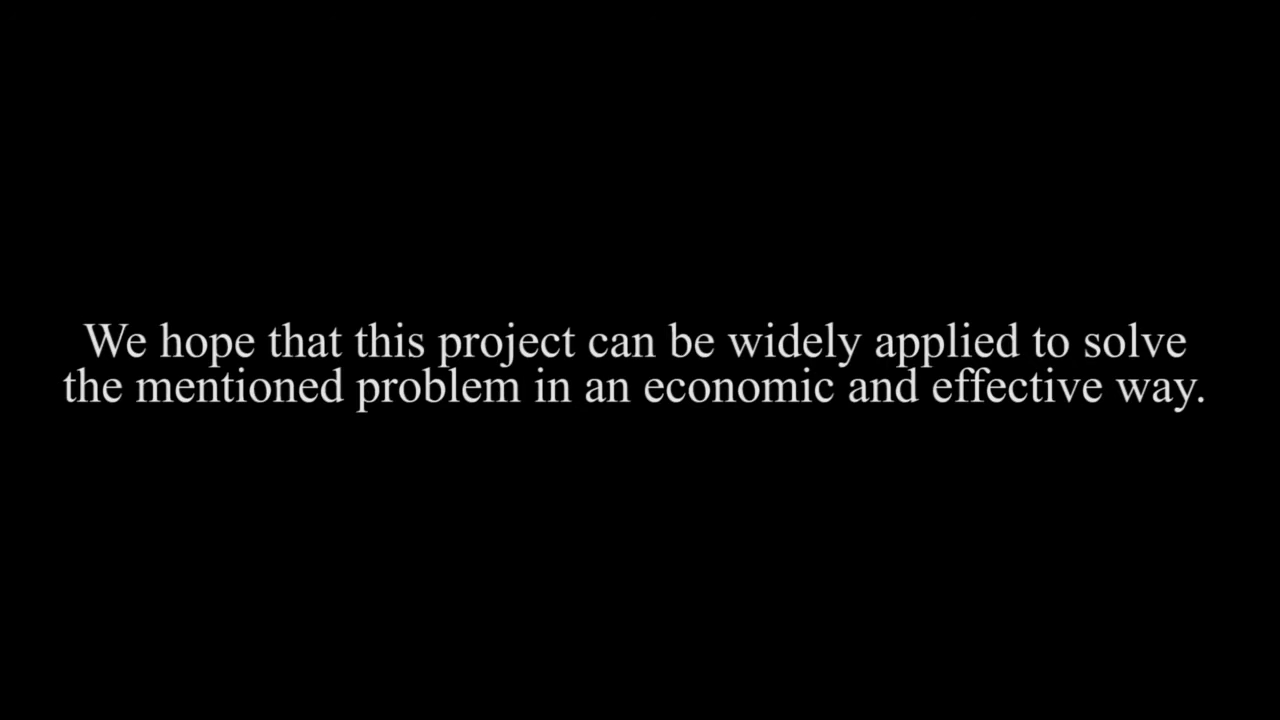 We hope that this project can be widely applied to solve
the mentioned problem in an economic and effective way.